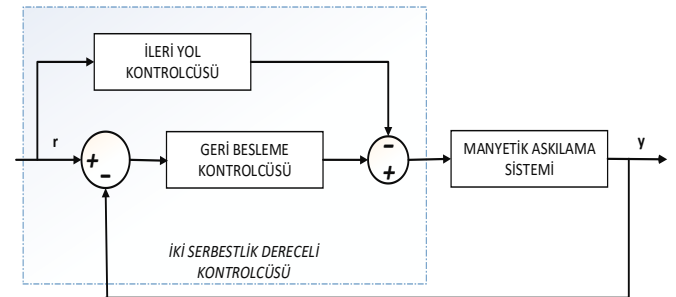 İLERİ YOL
KONTROLCÜSÜ
r
+
-
GERİ BESLEME
KONTROLCÜSÜ
-
+
MANYETİK ASKILAMA
SİSTEMİ
y
İKİ SERBESTLİK DERECELİ
KONTROLCÜSÜ